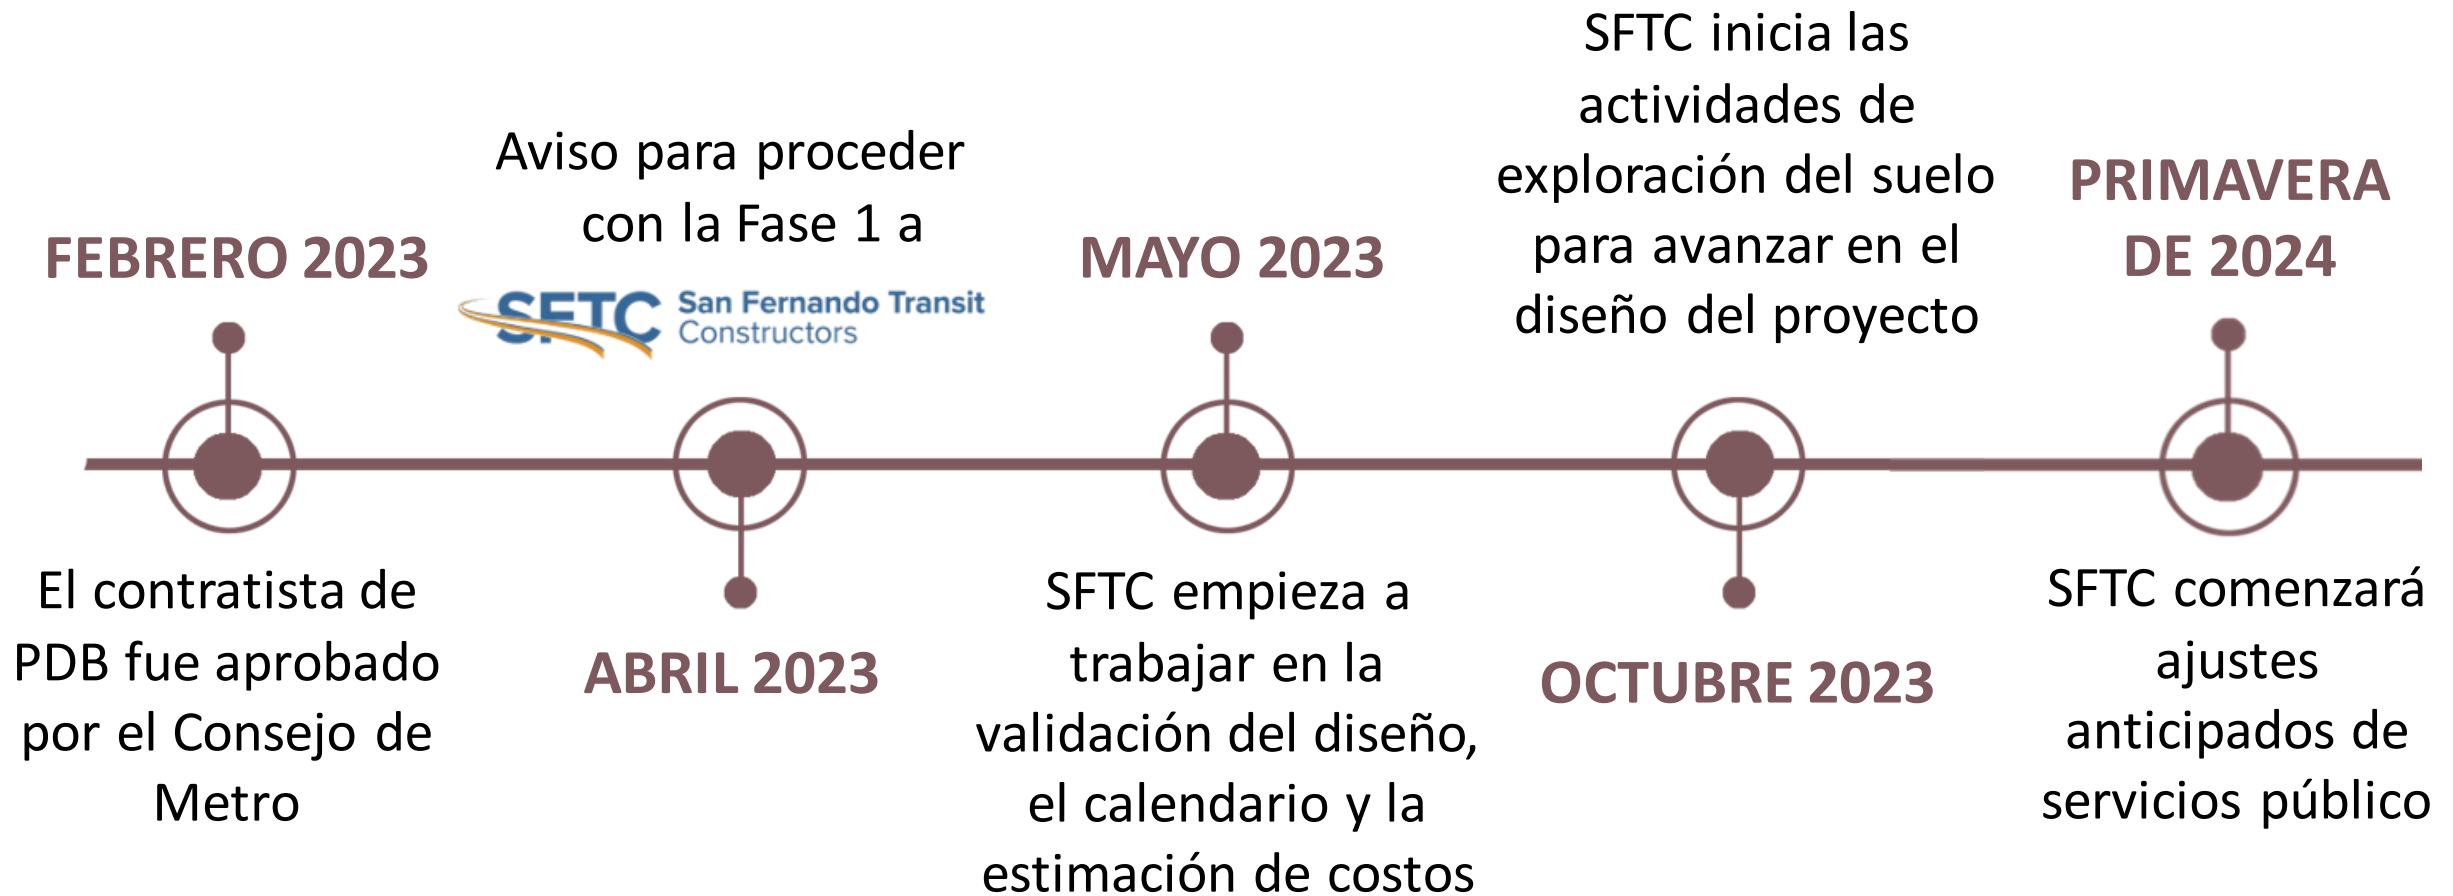 FEBRERO 2023
El contratista de
PDB fue aprobado
por el Consejo de
Metro
Aviso para proceder
con la Fase 1 a
SFTC San Fernando Transit
Constructors
ABRIL 2023
MAYO 2023
SFTC empieza a
trabajar en la
validación del diseño,
el calendario y la
estimación de costos
SFTC inicia las
actividades de
exploración del suelo
para avanzar en el
diseño del proyecto
OCTUBRE 2023
PRIMAVERA
DE 2024
SFTC comenzará
ajustes
anticipados de
servicios público